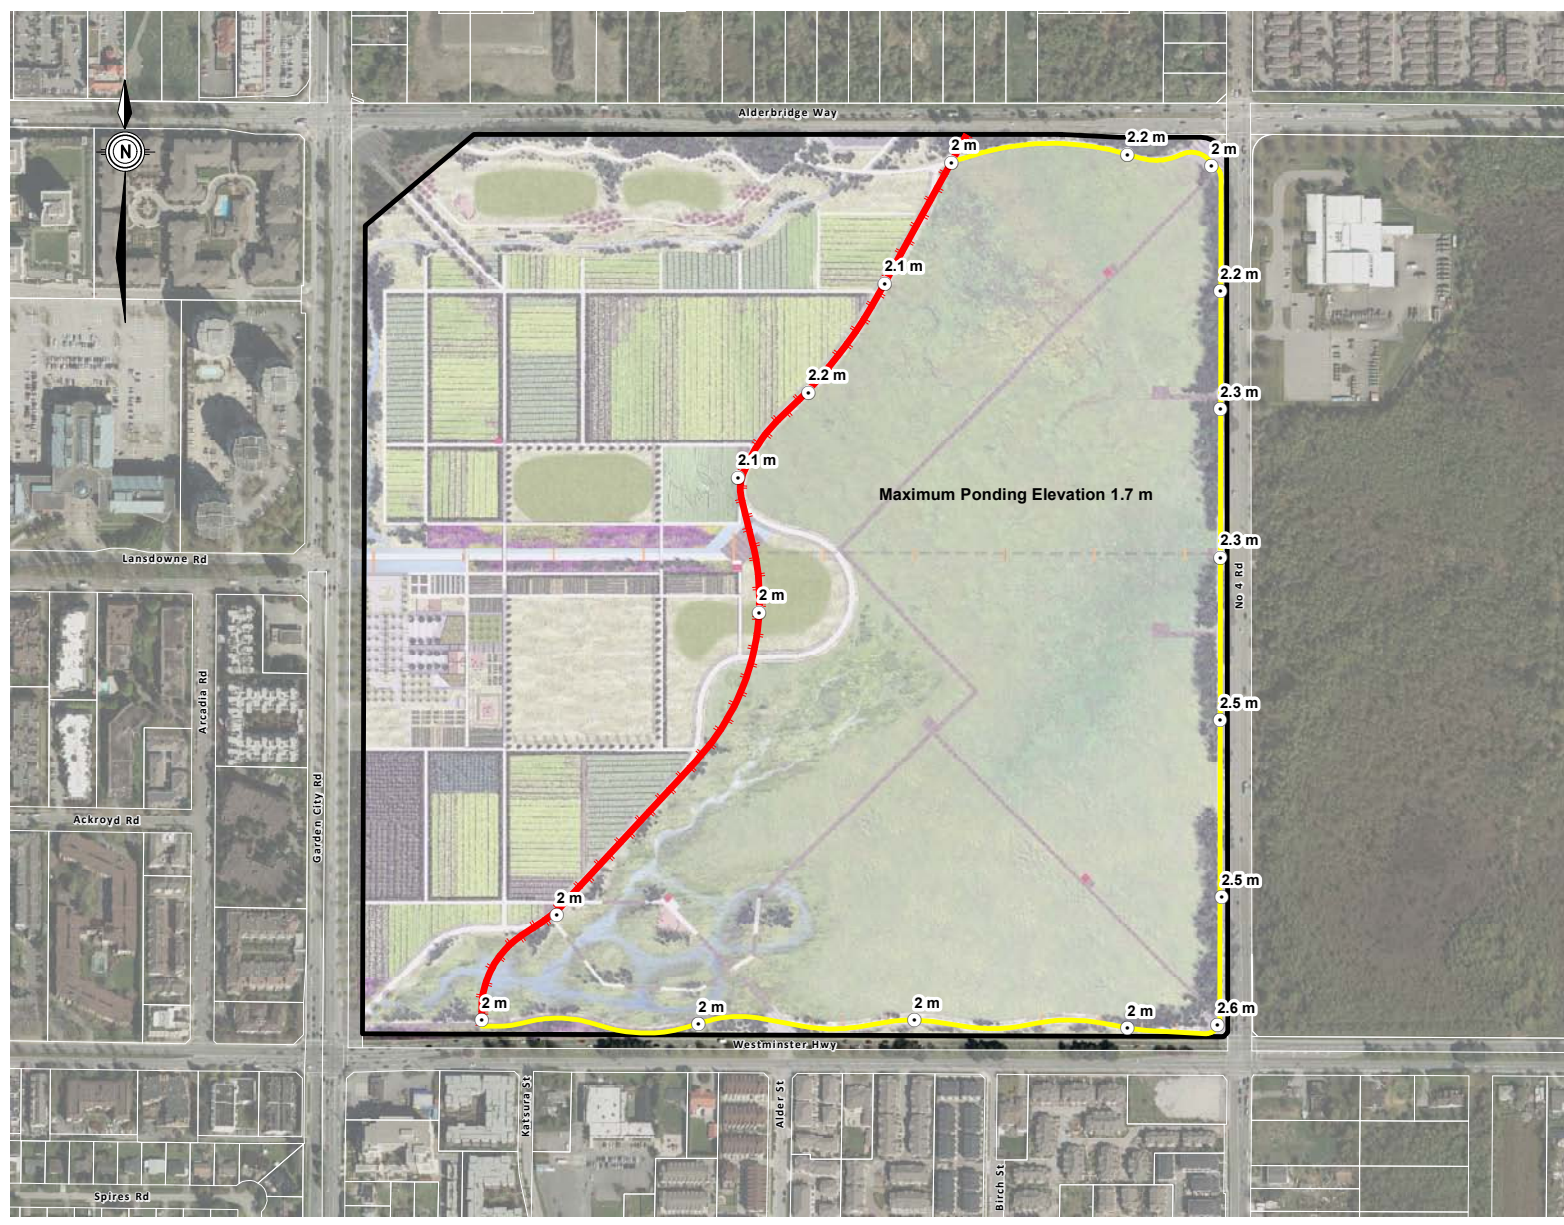 Alderbridge Way
N
2 m
2.2 m
2 m
2.1 m
2.2 m
2.2 m
2.3 m
2.1 m
Maximum Ponding Elevation 1.7 m
Lansdowne Rd
2.3 m
No 4 Rd
2 m
Arcadia Rd
2.5 m
Garden City Rd
Ackroyd Rd
2.5 m
2 m
2 m
2 m
2 m
2 m
2.6 m
Westminster Hwy
Katsura St
Alder St
Birch St
Spires Rd